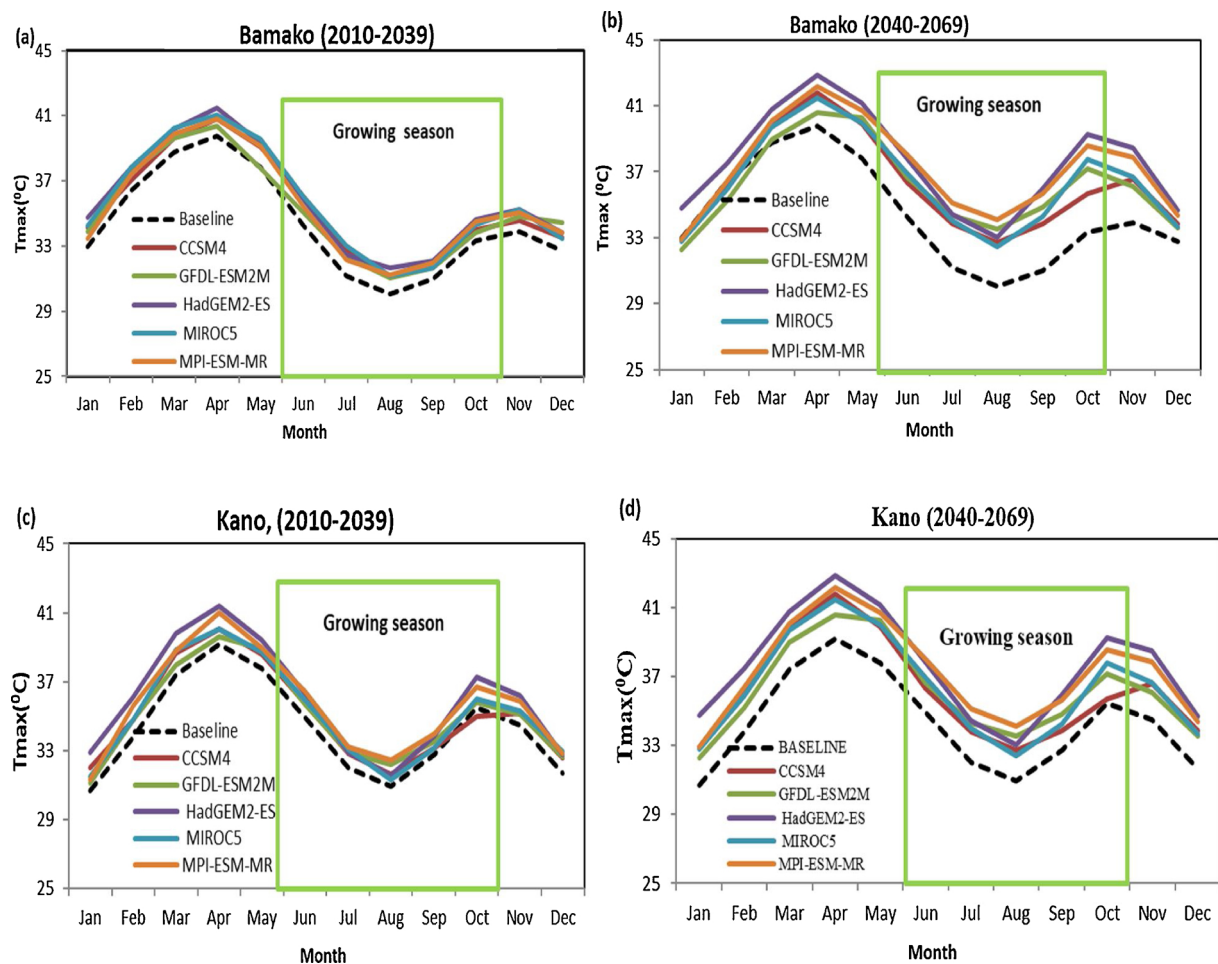 (a)
Bamako (2010-2039)
45
41
37
33
29
25
Tmax(⁰C)
Growing season
Baseline
CCSM4
GFDL-ESM2M
HadGEM2-ES
MIROC5
MPI-ESM-MR
Jan Feb Mar Apr May Jun Jul Aug Sep Oct Nov Dec
Month
(b)
Bamako (2040-2069)
45
41
37
33
29
25
Tmax (⁰C)
Growing season
Baseline
CCSM4
GFDL-ESM2M
HadGEM2-ES
MIROC5
MPI-ESM-MR
Jan Feb Mar Apr May Jun Jul Aug Sep Oct Nov Dec
Month
(c)
Kano, (2010-2039)
45
41
37
33
29
25
Tmax(⁰C)
Growing season
Baseline
CCSM4
GFDL-ESM2M
HadGEM2-ES
MIROC5
MPI-ESM-MR
Jan Feb Mar Apr May Jun Jul Aug Sep Oct Nov Dec
Month
(d)
Kano (2040-2069)
45
41
37
33
29
25
Tmax(⁰C)
Growing season
BASELINE
CCSM4
GFDL-ESM2M
HadGEM2-ES
MIROC5
MPI-ESM-MR
Jan Feb Mar Apr May Jun Jul Aug Sep Oct Nov Dec
Month